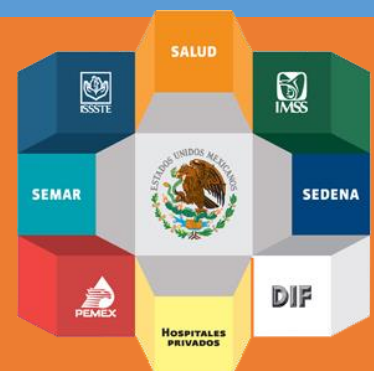 SALUD
ISSSTE
IMSS
ESTADOS UNIDOS MEXICANOS
SEMAR
SEDENA
PEMEX
DIF
HOSPITALES
PRIVADOS